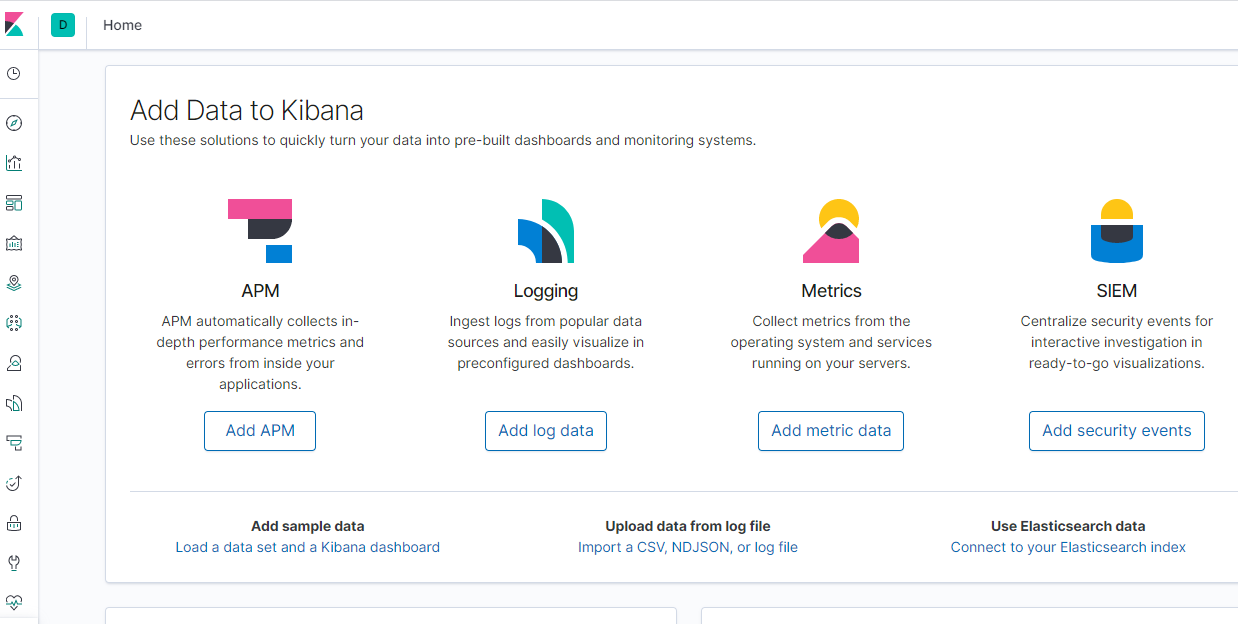 D Home
Add Data to Kibana
Use these solutions to quickly turn your data into pre-built dashboards and monitoring systems.
APM
APM automatically collects in-
depth performance metrics and
errors from inside your
applications.
Add APM
Logging
Ingest logs from popular data
sources and easily visualize in
preconfigured dashboards.
Add log data
Metrics
Collect metrics from the
operating system and services
running on your servers.
Add metric data
SIEM
Centralize security events for
interactive investigation in
ready-to-go visualizations.
Add security events
Add sample data
Load a data set and a Kibana dashboard
Upload data from log file
Import a CSV, NDJSON, or log file
Use Elasticsearch data
Connect to your Elasticsearch index